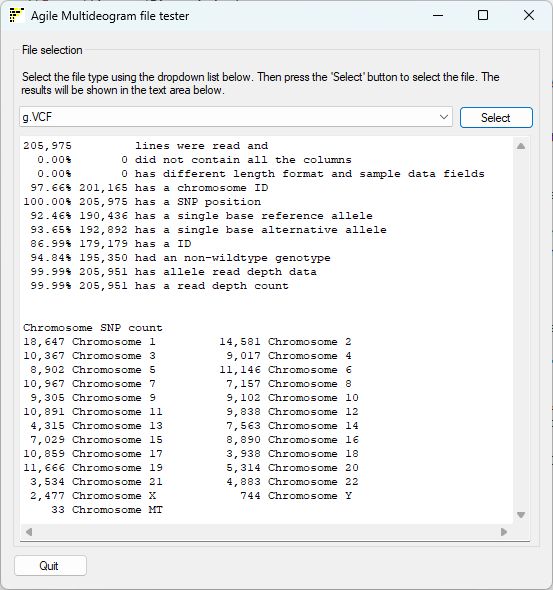 Agile Multideogram file tester
File selection
Select the file type using the dropdown list below. Then press the 'Select' button to select the file. The
results will be shown in the text area below.
g.VCF Select
205,975 lines were read and
0.00% 0 did not contain all the columns
0.00% 0 has different length format and sample data fields
97.66% 201,165 has a chromosome ID
100.00% 205,975 has a SNP position
92.46% 190,436 has a single base reference allele
93.65% 192,892 has a single base alternative allele
86.99% 179,179 has a ID
94.84% 195,350 had an non-wildtype genotype
99.99% 205,951 has allele read depth data
99.99% 205,951 has a read depth count
Chromosome SNP count
18,647 Chromosome 1 14,581 Chromosome 2
10,367 Chromosome 3 9,017 Chromosome 4
8,902 Chromosome 5 11,146 Chromosome 6
10,967 Chromosome 7 7,157 Chromosome 8
9,305 Chromosome 9 9,102 Chromosome 10
10,891 Chromosome 11 9,838 Chromosome 12
4,315 Chromosome 13 7,563 Chromosome 14
7,029 Chromosome 15 8,890 Chromosome 16
10,859 Chromosome 17 3,938 Chromosome 18
11,666 Chromosome 19 5,314 Chromosome 20
3,534 Chromosome 21 4,883 Chromosome 22
2,477 Chromosome X 744 Chromosome Y
33 Chromosome MT
Quit